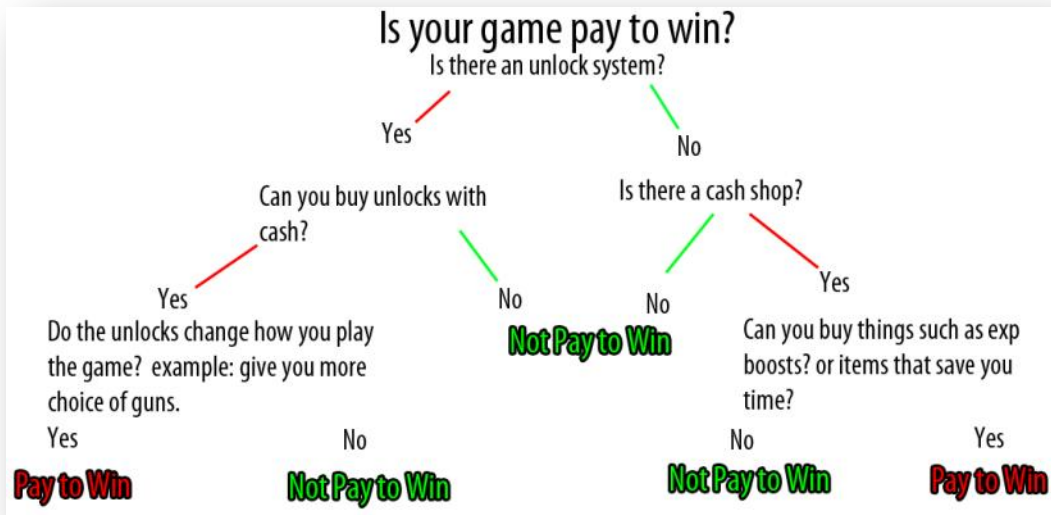 Is your game pay to win?
Is there an unlock system?
Yes
No
Can you buy unlocks with
cash?
Is there a cash shop?
Yes
No
No
Yes
Do the unlocks change how you play
the game? example: give you more
choice of guns.
Not Pay to Win
Can you buy things such as exp
boosts? or items that save you
time?
Yes
No
No
Yes
Pay to Win
Not Pay to Win
Not Pay to Win
Pay to Win